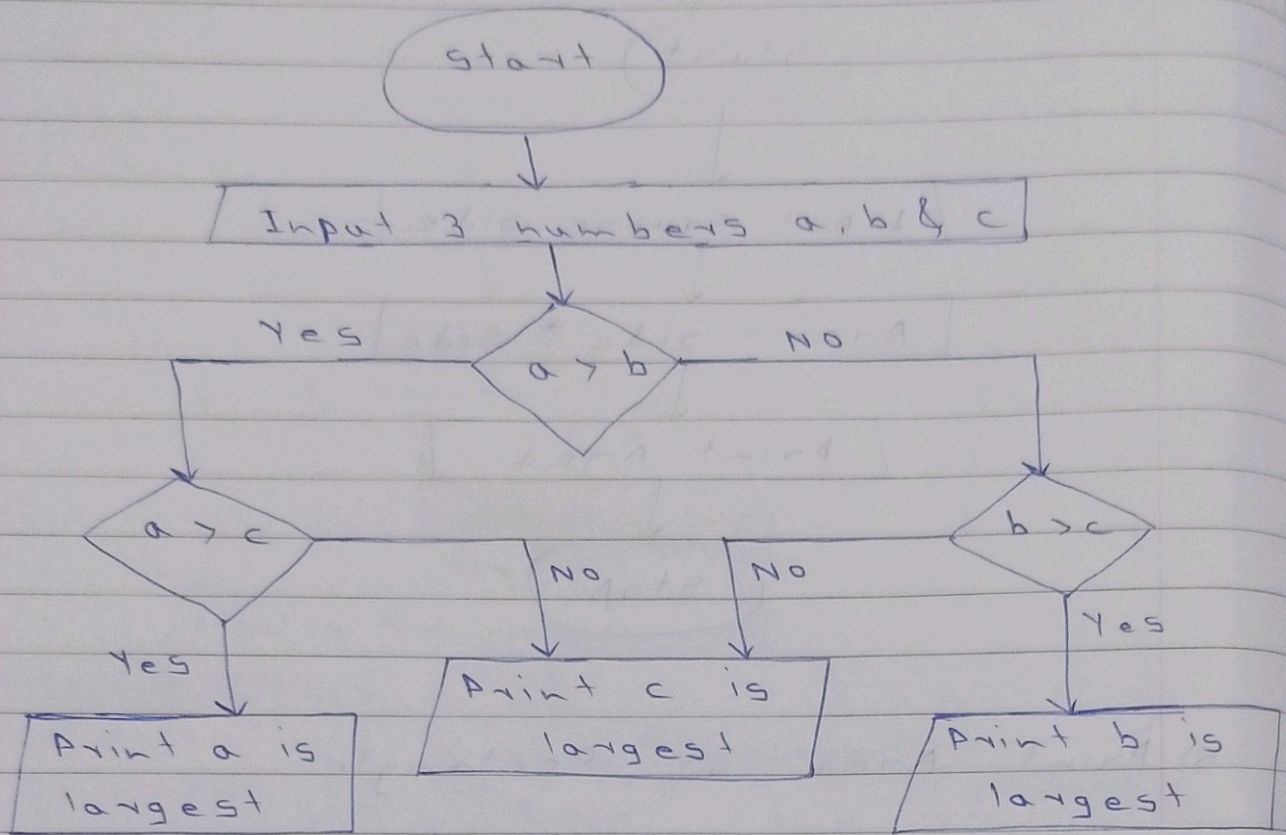 Start
Input 3 numbers a, b & c
Yes
a > b
NO
a > c
b > c
NO
NO
Yes
Yes
Print c is
largest
Print a is
largest
Print b is
largest